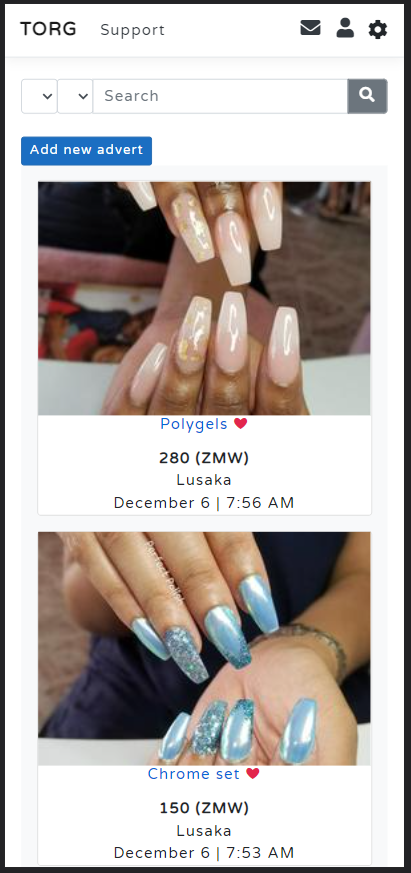 TORG Support
Search
Add new advert
Polygels
280 (ZMW)
Lusaka
December 6 | 7:56 AM
Chrome set
150 (ZMW)
Lusaka
December 6 | 7:53 AM